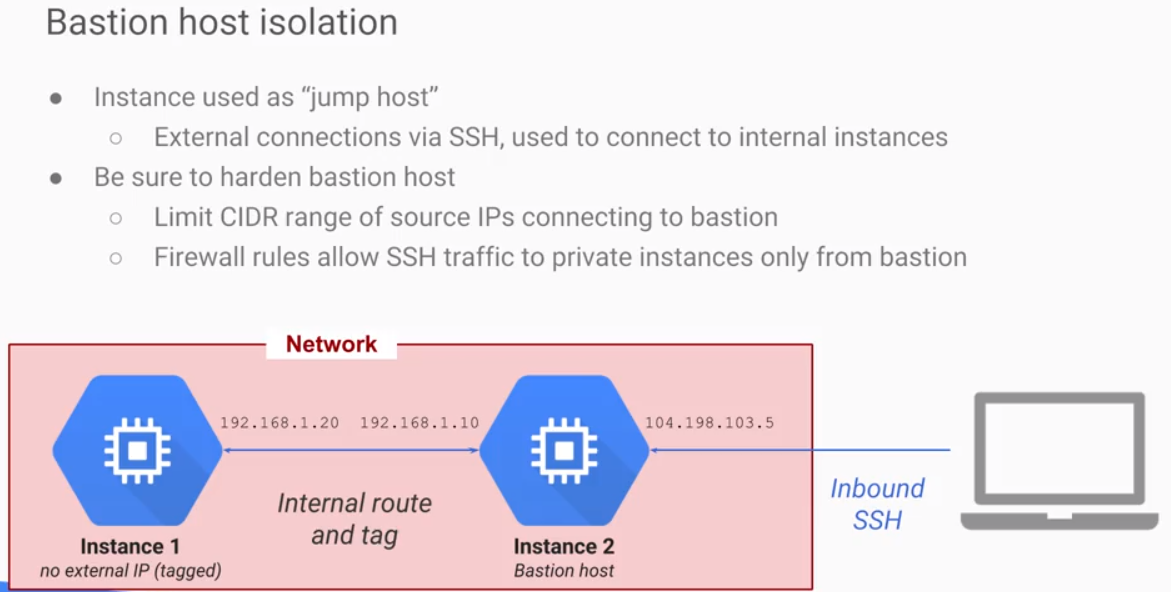 Bastion host isolation
● Instance used as “jump host”
○ External connections via SSH, used to connect to internal instances
● Be sure to harden bastion host
○ Limit CIDR range of source IPs connecting to bastion
○ Firewall rules allow SSH traffic to private instances only from bastion
Network
192.168.1.20 192.168.1.10 104.198.103.5
Internal route
and tag
Inbound
SSH
Instance 1
no external IP (tagged)
Instance 2
Bastion host